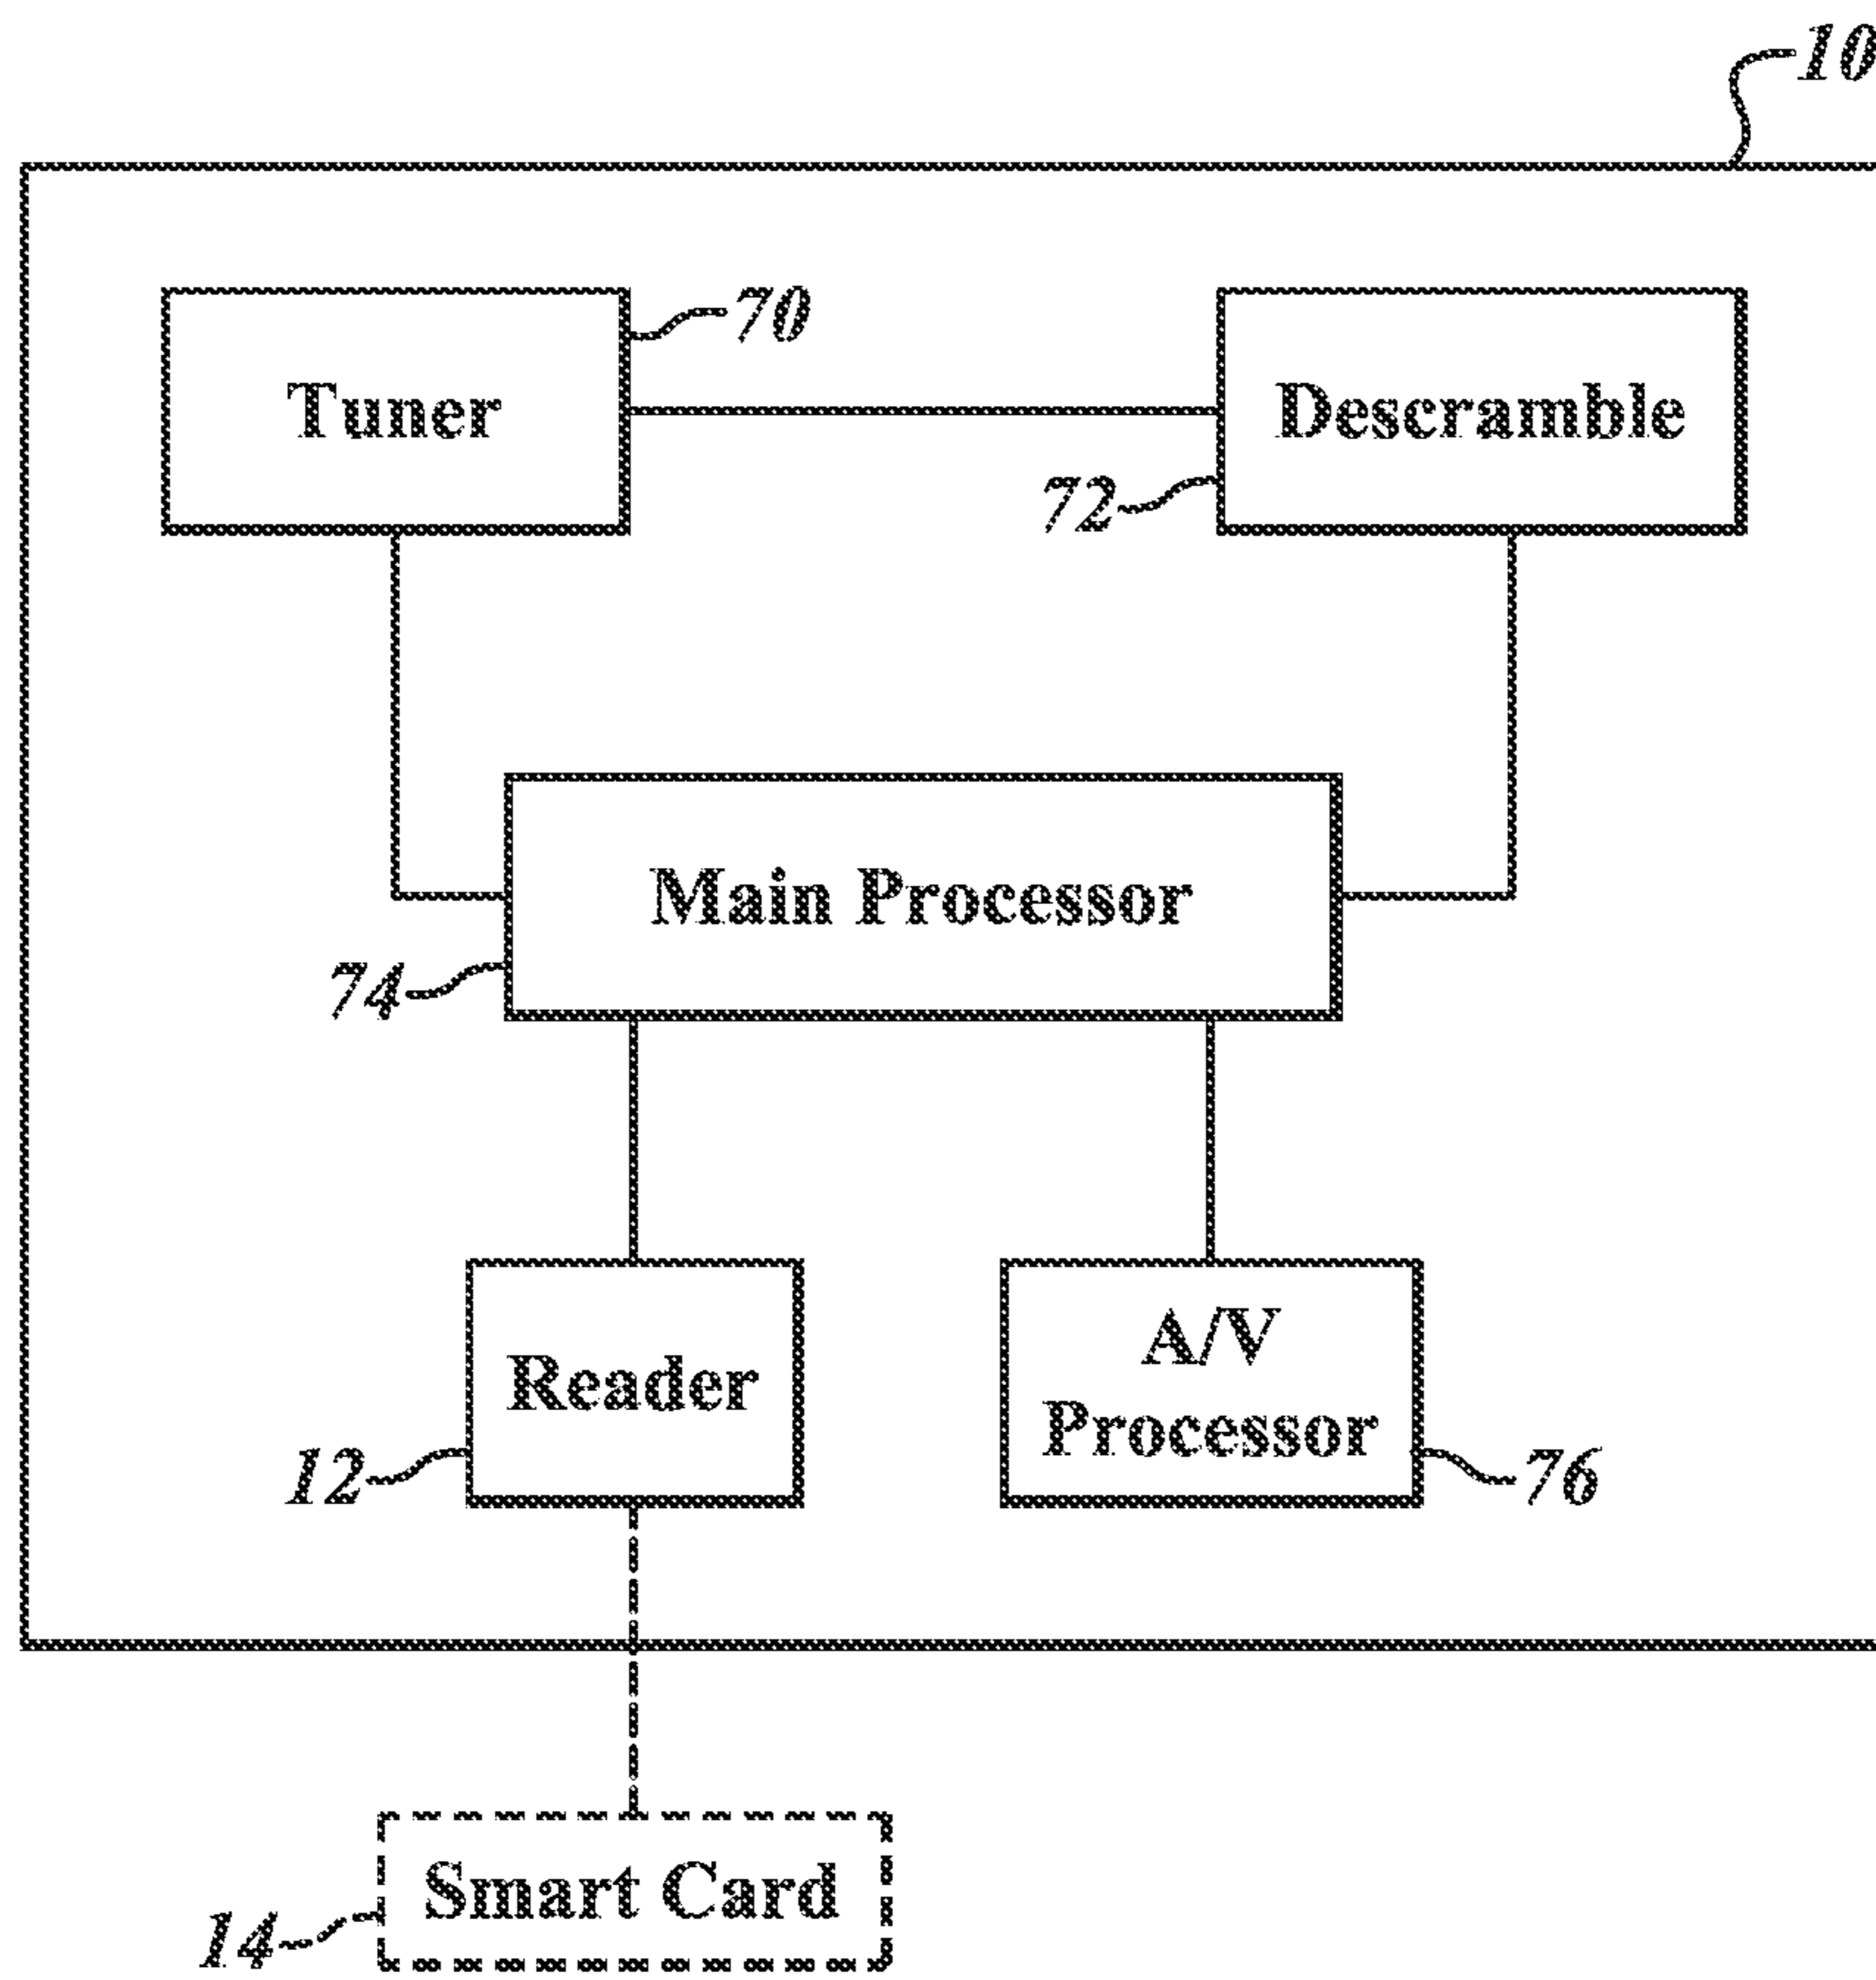 10
Tuner
70
Descramble
72
Main Processor
74
Reader
12
A/V
Processor
76
Smart Card
14